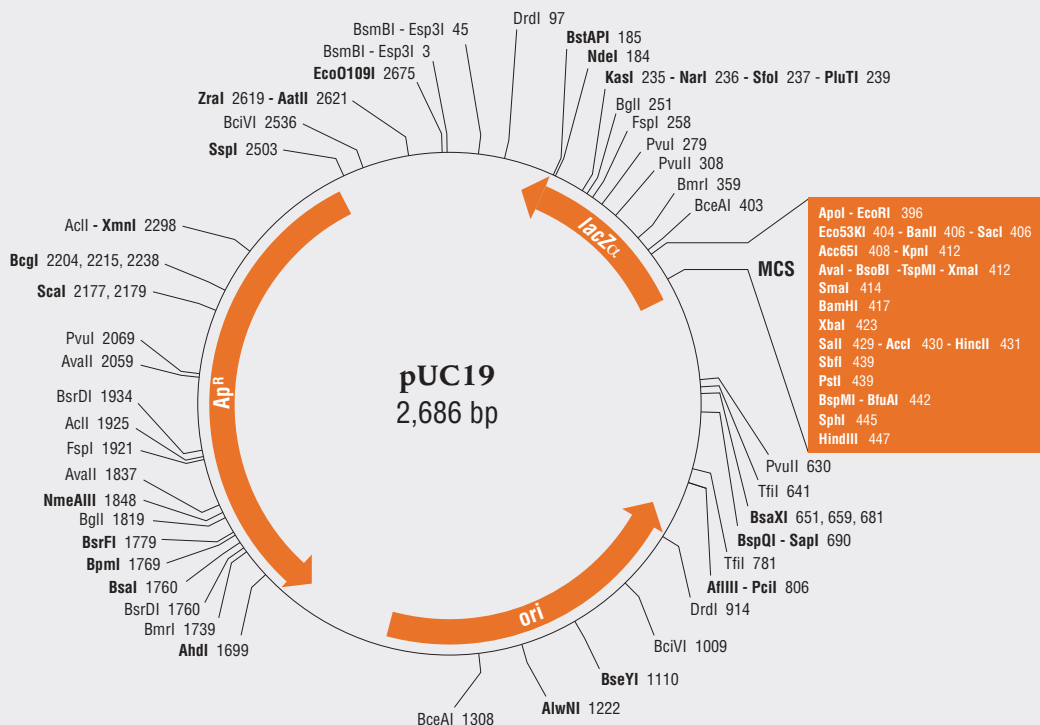 BsmBI - Esp3I 45
BsmBI - Esp3I 3
EcoO109I 2675
ZraI 2619 - AatII 2621
BciVI 2536
SspI 2503
AclI - XmnI 2298
BcgI 2204, 2215, 2238
ScaI 2177, 2179
PvuI 2069
AvaII 2059
BsrDI 1934
AclI 1925
FspI 1921
AvaII 1837
NmeAIII 1848
BglI 1819
BsrFI 1779
BpmI 1769
BsaI 1760
BsrDI 1760
BmrI 1739
AhdI 1699
DrdI 97
BstAPI 185
NdeI 184
KasI 235 - NarI 236 - SfoI 237 - PluTI 239
BglI 251
FspI 258
PvuI 279
PvuII 308
BmrI 359
BceAI 403
MCS
ApoI - EcoRI 396
Eco53KI 404 - BanII 406 - SacI 406
Acc65I 408 - KpnI 412
AvaI - BsoBI -TspMI - XmaI 412
SmaI 414
BamHI 417
XbaI 423
SalI 429 - AccI 430 - HincII 431
SbfI 439
PstI 439
BspMI - BfuAI 442
SphI 445
HindIII 447
lacZα
ApR
pUC19
2,686 bp
ori
PvuII 630
TfiI 641
BsaXI 651, 659, 681
BspQI - SapI 690
TfiI 781
AflIII - PciI 806
DrdI 914
BciVI 1009
BseYI 1110
AlwNI 1222
BceAI 1308